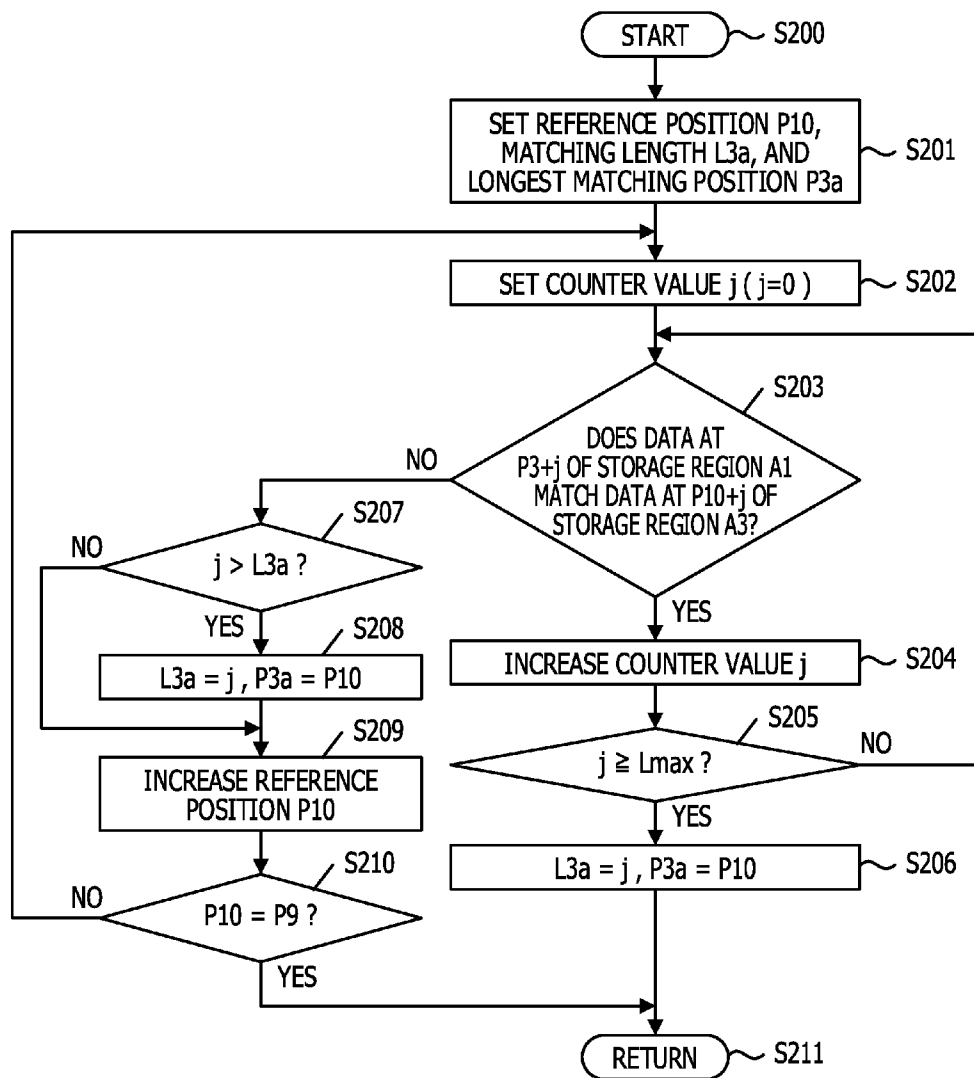 START
S200
SET REFERENCE POSITION P10,
MATCHING LENGTH L3a, AND
LONGEST MATCHING POSITION P3a
S201
SET COUNTER VALUE j ( j=0 )
S202
S203
DOES DATA AT
P3+j OF STORAGE REGION A1
MATCH DATA AT P10+j OF
STORAGE REGION A3?
NO
YES
S207
NO
j > L3a ?
YES
S208
L3a = j , P3a = P10
INCREASE COUNTER VALUE j
S204
S205
j ≧ Lmax ?
NO
YES
S209
INCREASE REFERENCE
POSITION P10
L3a = j , P3a = P10
S206
S210
NO
P10 = P9 ?
YES
RETURN
S211